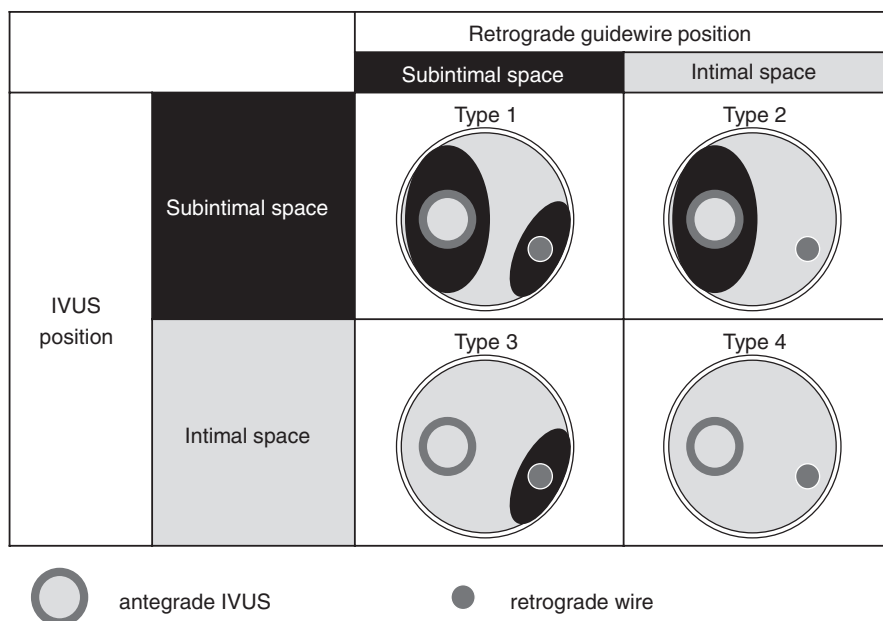 Retrograde guidewire position
Subintimal space
Intimal space
Type 1
Type 2
Subintimal space
IVUS
position
Type 3
Type 4
Intimal space
antegrade IVUS
retrograde wire